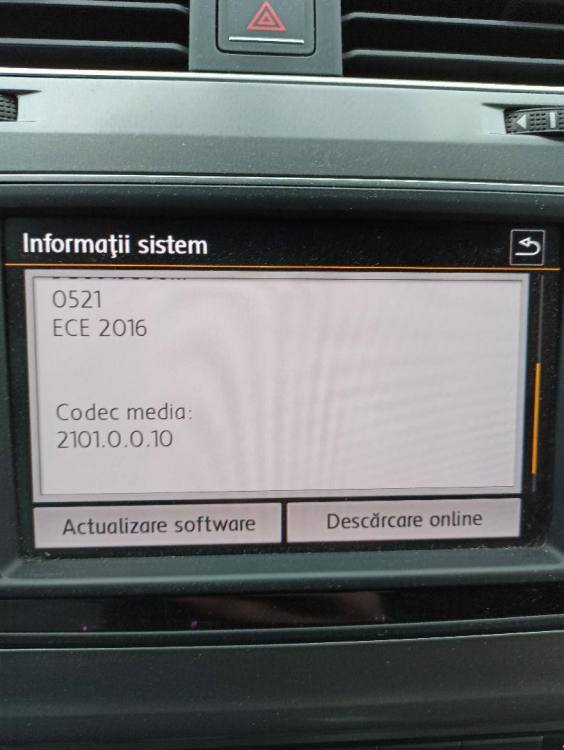 Informaţii sistem
0521
ECE 2016
Codec media:
2101.0.0.10
Actualizare software
Descărcare online